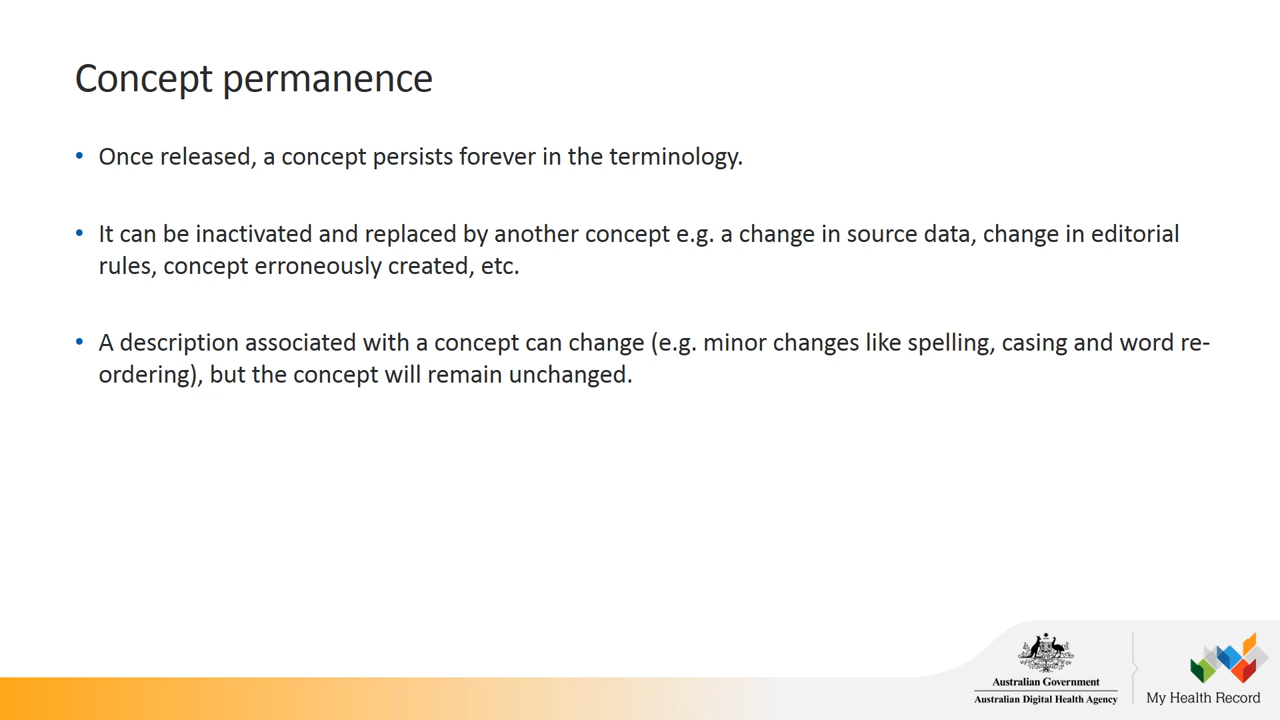 Concept permanence
• Once released, a concept persists forever in the terminology.
• It can be inactivated and replaced by another concept e.g. a change in source data, change in editorial
rules, concept erroneously created, etc.
• A description associated with a concept can change (e.g. minor changes like spelling, casing and word re-
ordering), but the concept will remain unchanged.
Australian Government
Australian Digital Health Agency
My Health Record